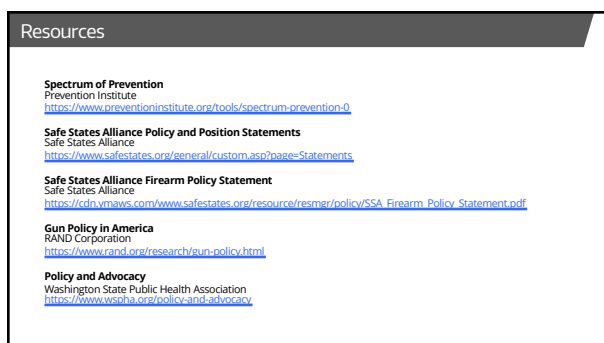 Resources
Spectrum of Prevention
Prevention Institute
https://www.preventioninstitute.org/tools/spectrum-prevention-0
Safe States Alliance Policy and Position Statements
Safe States Alliance
https://www.safestates.org/general/custom.asp?page=Statements
Safe States Alliance Firearm Policy Statement
Safe States Alliance
https://cdn.ymaws.com/www.safestates.org/resource/resmgr/policy/SSA_Firearm_Policy_Statement.pdf
Gun Policy in America
RAND Corporation
https://www.rand.org/research/gun-policy.html
Policy and Advocacy
Washington State Public Health Association
https://www.wspha.org/policy-and-advocacy